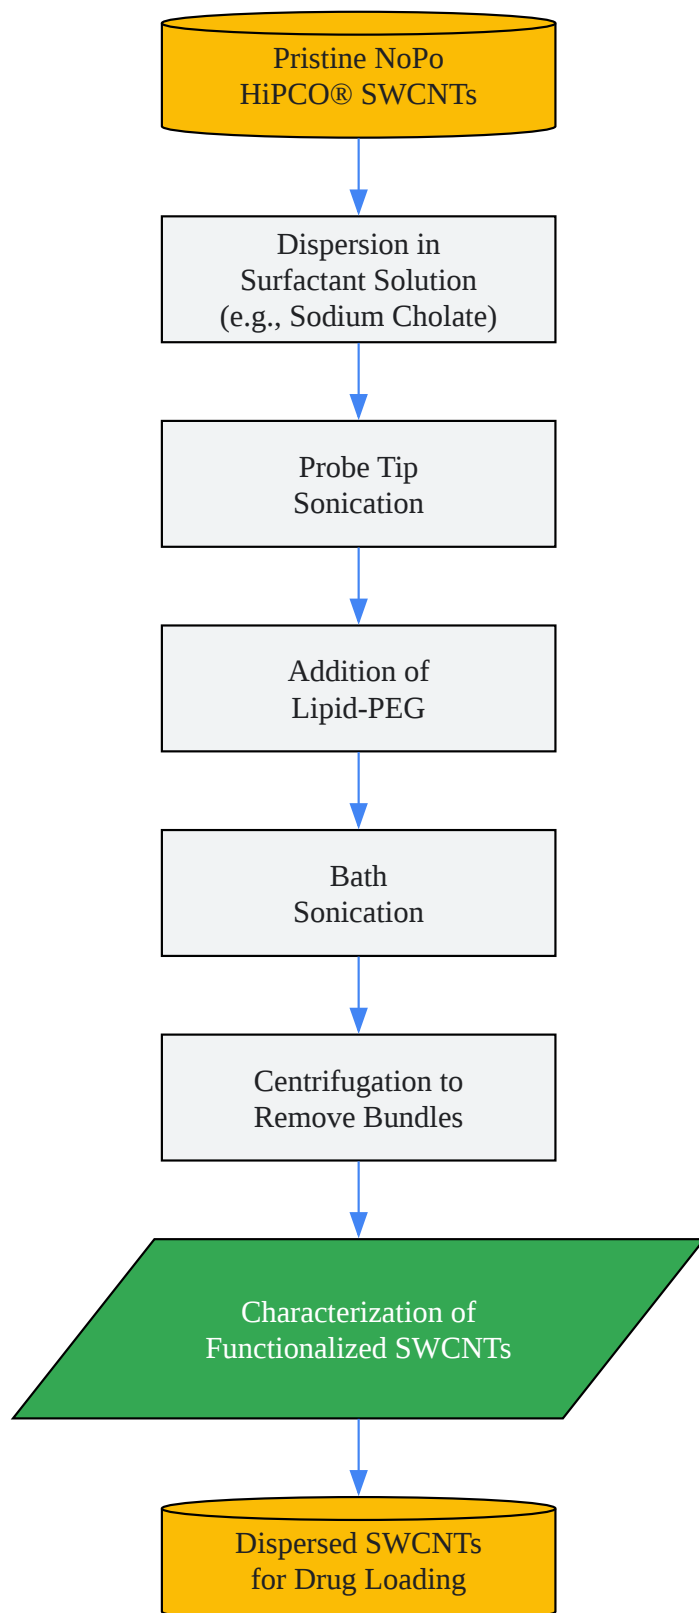 Pristine NoPo
HiPCO® SWCNTs
Dispersion in
Surfactant Solution
(e.g., Sodium Cholate)
Probe Tip
Sonication
Addition of
Lipid-PEG
Bath
Sonication
Centrifugation to
Remove Bundles
Characterization of
Functionalized SWCNTs
Dispersed SWCNTs
for Drug Loading